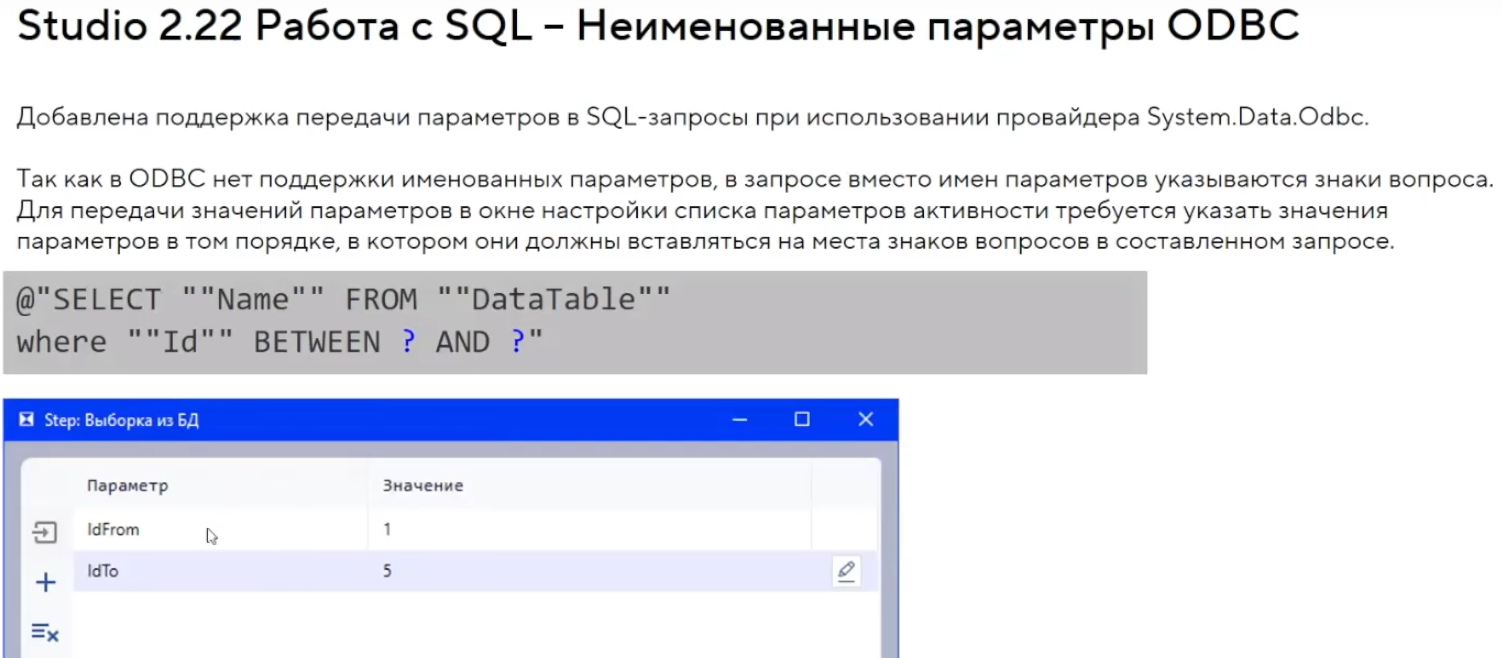 Studio 2.22 Работа с SQL – Неименованные параметры ODBC
Добавлена поддержка передачи параметров в SQL-запросы при использовании провайдера System.Data.Odbc.
Так как в ODBC нет поддержки именованных параметров, в запросе вместо имен параметров указываются знаки вопроса.
Для передачи значений параметров в окне настройки списка параметров активности требуется указать значения
параметров в том порядке, в котором они должны вставляться на места знаков вопросов в составленном запросе.
@"SELECT ""Name"" FROM ""DataTable""
where ""Id"" BETWEEN ? AND ?"
Step: Выборка из БД
Параметр Значение
IdFrom 1
IdTo 5